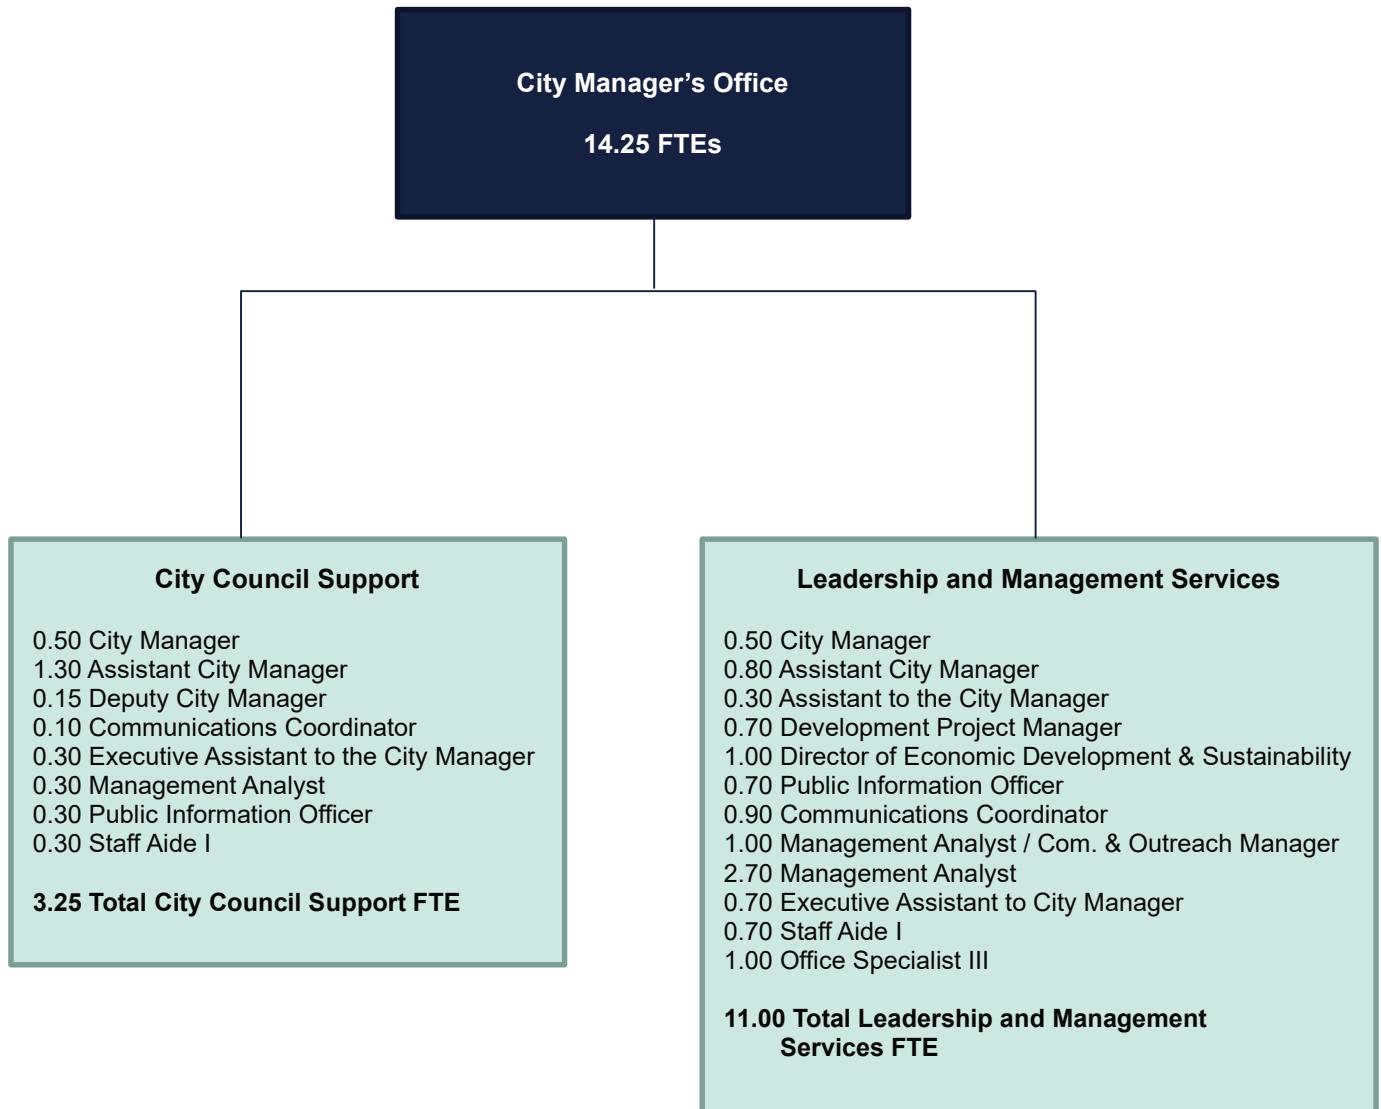 City Manager’s Office
14.25 FTEs
City Council Support
0.50 City Manager
1.30 Assistant City Manager
0.15 Deputy City Manager
0.10 Communications Coordinator
0.30 Executive Assistant to the City Manager
0.30 Management Analyst
0.30 Public Information Officer
0.30 Staff Aide I
3.25 Total City Council Support FTE
Leadership and Management Services
0.50 City Manager
0.80 Assistant City Manager
0.30 Assistant to the City Manager
0.70 Development Project Manager
1.00 Director of Economic Development & Sustainability
0.70 Public Information Officer
0.90 Communications Coordinator
1.00 Management Analyst / Com. & Outreach Manager
2.70 Management Analyst
0.70 Executive Assistant to City Manager
0.70 Staff Aide I
1.00 Office Specialist III
11.00 Total Leadership and Management
Services FTE